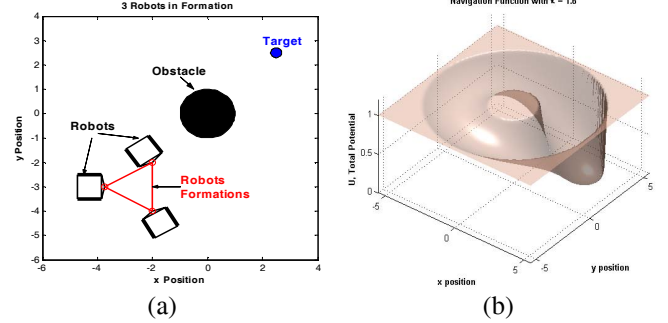 3 Robots in Formation
4
3
2
1
0
-1
-2
-3
-4
-5
-6
y Position
Target
Obstacle
Robots
Robots
Formations
-6
-4
-2
0
2
4
x Position
(a)
Navigation Function with κ = 1.6
U, Total Potential
1
0.5
0
-5
0
5
x position
-5
0
5
y position
(b)